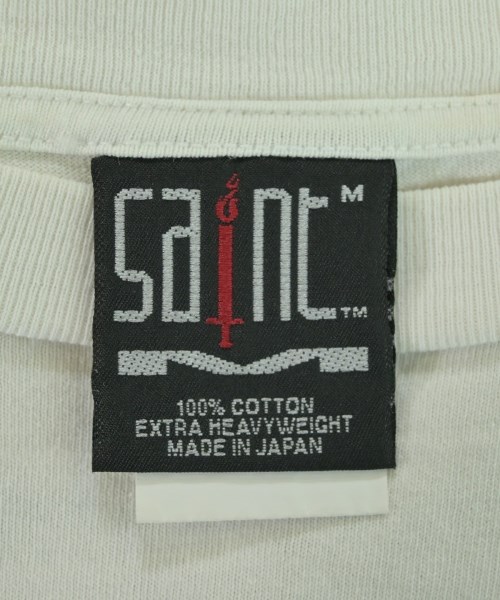 saint M
TM
100% COTTON
EXTRA HEAVYWEIGHT
MADE IN JAPAN